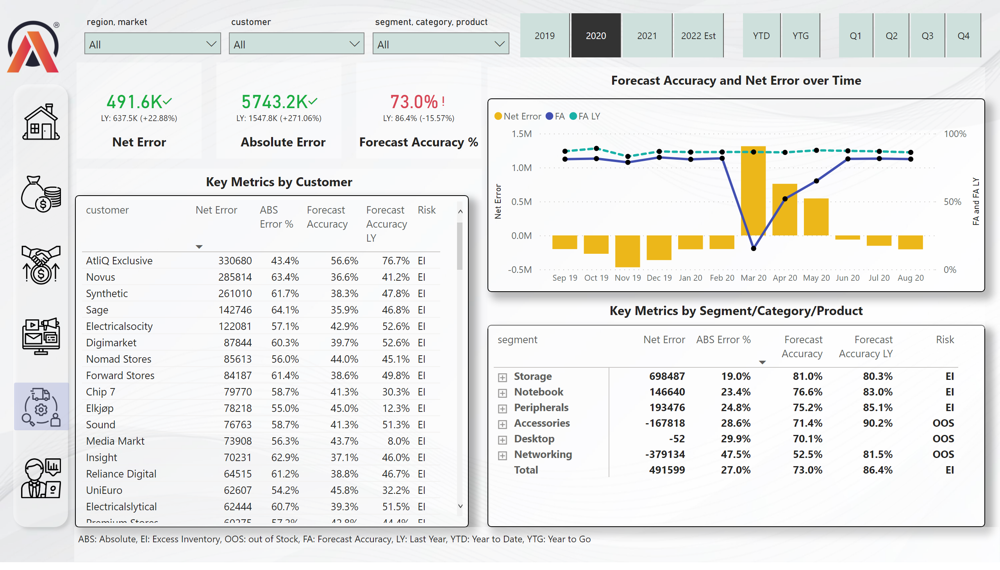 region, market
customer
segment, category, product
All
All
All
2019
2020
2021
2022 Est
YTD
YTG
Q1
Q2
Q3
Q4
®
491.6K
LY: 637.5K (+22.88%)
Net Error
5743.2K
LY: 1547.8K (+271.06%)
Absolute Error
73.0%!
LY: 86.4% (-15.57%)
Forecast Accuracy %
Forecast Accuracy and Net Error over Time
Net Error FA FA LY
1.5M
1.0M
0.5M
0.0M
-0.5M
Net Error
100%
50%
0%
FA and FA LY
Sep 19 Oct 19 Nov 19 Dec 19 Jan 20 Feb 20 Mar 20 Apr 20 May 20 Jun 20 Jul 20 Aug 20
Key Metrics by Customer
customer Net Error ABS Error % Forecast Accuracy Forecast Accuracy LY Risk
AtliQ Exclusive 330680 43.4% 56.6% 76.7% EI
Novus 285814 63.4% 36.6% 41.2% EI
Synthetic 261010 61.7% 38.3% 47.8% EI
Sage 142746 64.1% 35.9% 46.8% EI
Electricalsocity 122081 57.1% 42.9% 52.6% EI
Digimarket 87844 60.3% 39.7% 52.6% EI
Nomad Stores 85613 56.0% 44.0% 45.1% EI
Forward Stores 84187 61.4% 38.6% 49.8% EI
Chip 7 79770 58.7% 41.3% 30.3% EI
Elkjøp 78218 55.0% 45.0% 12.3% EI
Sound 76763 58.7% 41.3% 51.3% EI
Media Markt 73908 56.3% 43.7% 8.0% EI
Insight 70231 62.9% 37.1% 46.0% EI
Reliance Digital 64515 61.2% 38.8% 46.7% EI
UniEuro 62607 54.2% 45.8% 32.2% EI
Electricalslytical 62444 60.7% 39.3% 51.5% EI
Premium Stores 60275 57.2% 42.8% 44.4% EI
Key Metrics by Segment/Category/Product
segment Net Error ABS Error % Forecast Accuracy Forecast Accuracy LY Risk
Storage 698487 19.0% 81.0% 80.3% EI
Notebook 146640 23.4% 76.6% 83.0% EI
Peripherals 193476 24.8% 75.2% 85.1% EI
Accessories -167818 28.6% 71.4% 90.2% OOS
Desktop -52 29.9% 70.1% OOS
Networking -379134 47.5% 52.5% 81.5% OOS
Total 491599 27.0% 73.0% 86.4% EI
ABS: Absolute, EI: Excess Inventory, OOS: out of Stock, FA: Forecast Accuracy, LY: Last Year, YTD: Year to Date, YTG: Year to Go